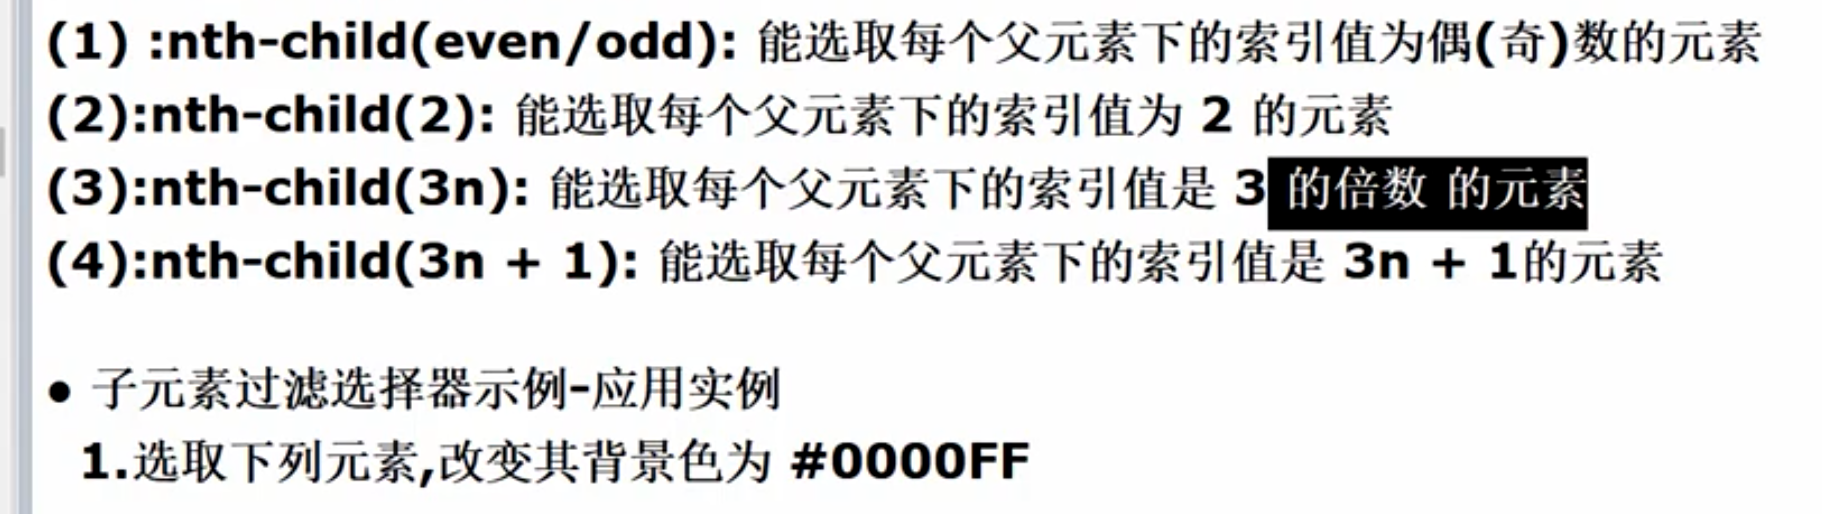 (1) :nth-child(even/odd): 能选取每个父元素下的索引值为偶(奇)数的元素
(2):nth-child(2): 能选取每个父元素下的索引值为 2 的元素
(3):nth-child(3n): 能选取每个父元素下的索引值是 3 的倍数 的元素
(4):nth-child(3n + 1): 能选取每个父元素下的索引值是 3n + 1的元素
● 子元素过滤选择器示例-应用实例
1.选取下列元素,改变其背景色为 #0000FF